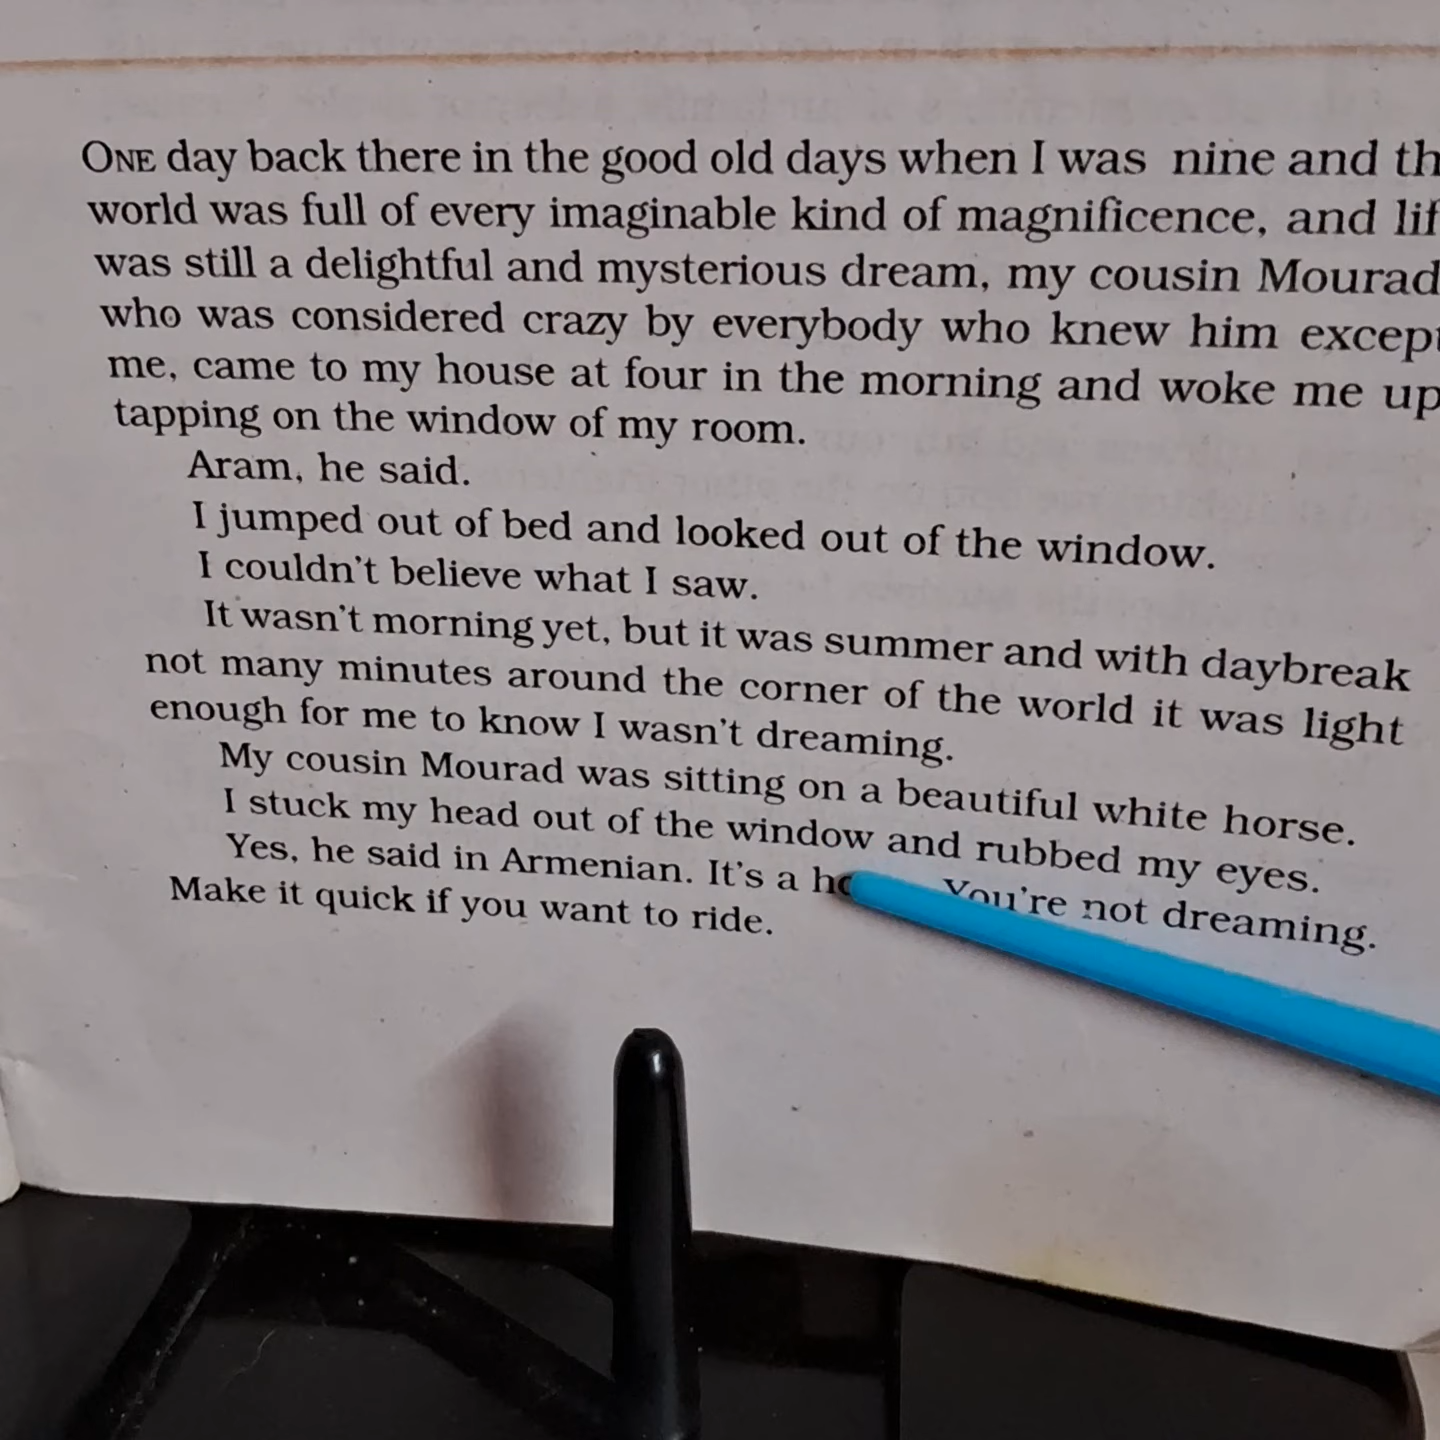 ONE day back there in the good old days when I was nine and th
world was full of every imaginable kind of magnificence, and lif
was still a delightful and mysterious dream, my cousin Mourad
who was considered crazy by everybody who knew him except
me, came to my house at four in the morning and woke me up
tapping on the window of my room.
Aram, he said.
I jumped out of bed and looked out of the window.
I couldn't believe what I saw.
It wasn't morning yet, but it was summer and with daybreak
not many minutes around the corner of the world it was light
enough for me to know I wasn't dreaming.
My cousin Mourad was sitting on a beautiful white horse.
I stuck my head out of the window and rubbed my eyes.
Yes, he said in Armenian. It's a You're not dreaming.
Make it quick if you want to ride.